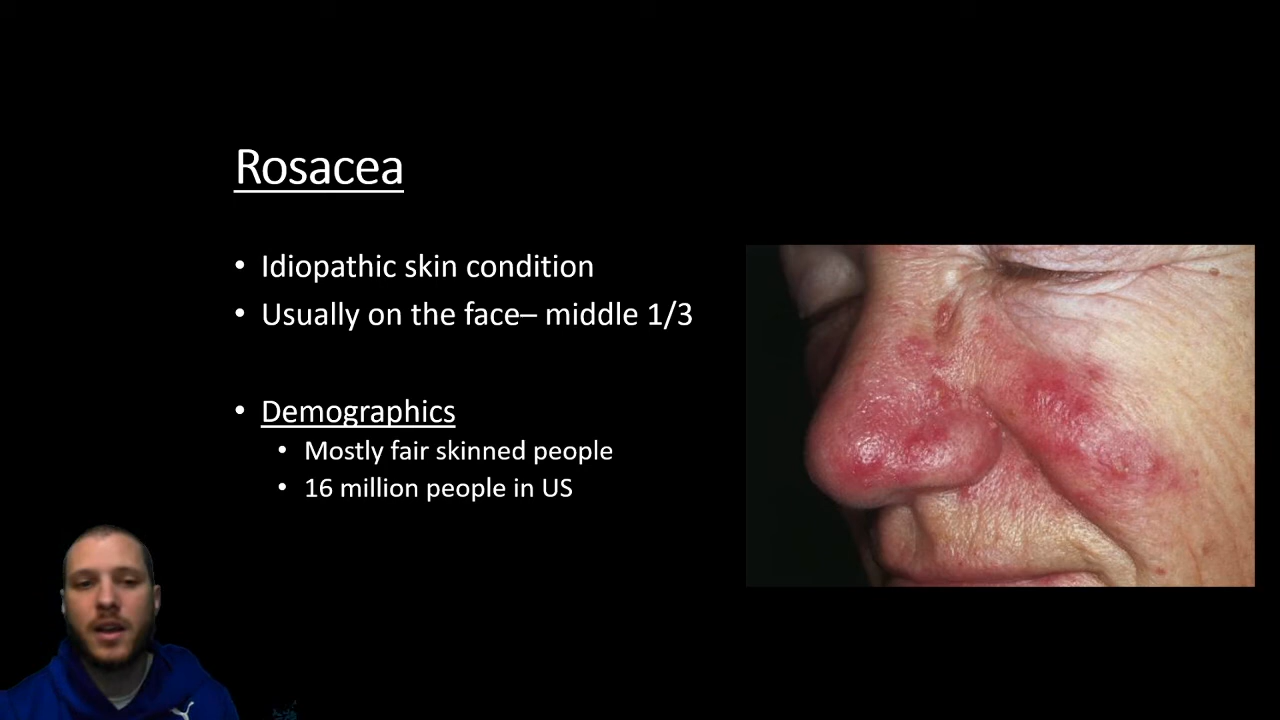 Rosacea
• Idiopathic skin condition
• Usually on the face– middle 1/3
• Demographics
• Mostly fair skinned people
• 16 million people in US